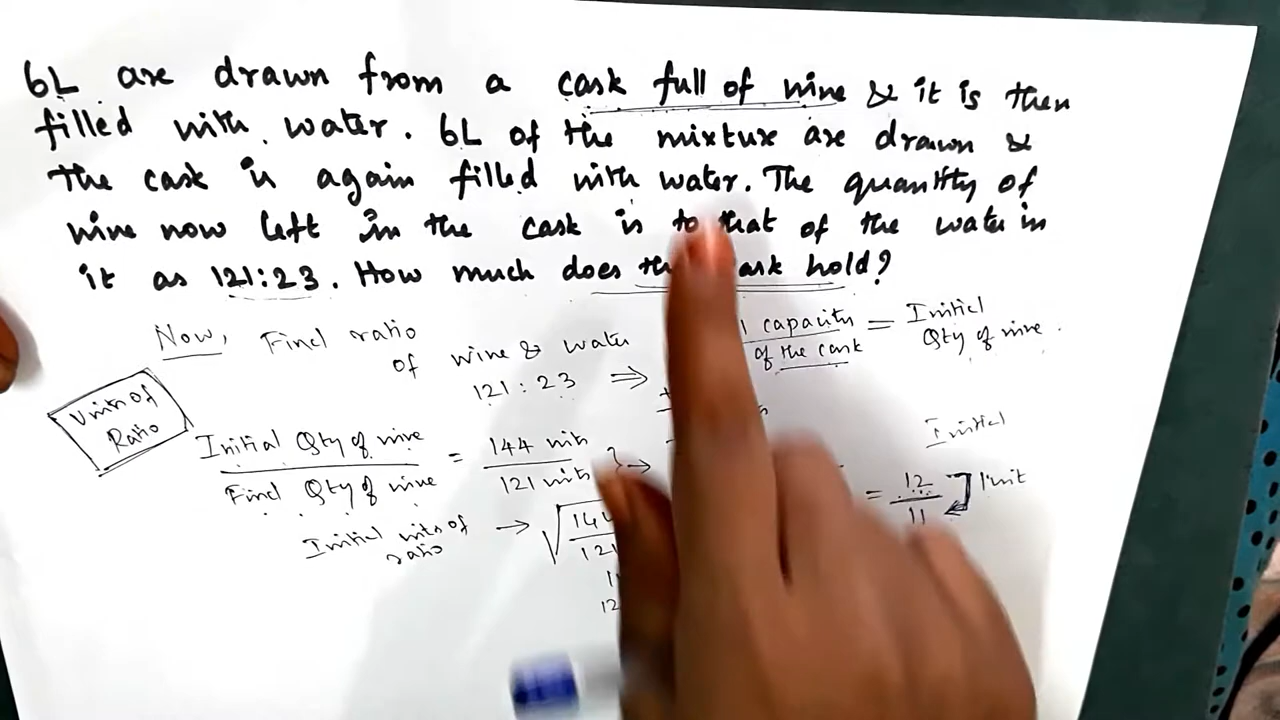 6L are drawn from a cask full of wine & it is then
filled with water. 6L of the mixture are drawn &
the cask is again filled with water. The quantity of
wine now left in the cask is to that of the water in
it as 121:23. How much does the cask hold?
Now, Final ratio of wine & water
121 : 23 ⇒
capacity of the cask = Initial Qty of wine.
Units of Ratio
Initial Qty of wine / Final Qty of wine = 144 units / 121 units } →
Initial
= 12 / 11 ] 1 unit
Initial units of ratio → √